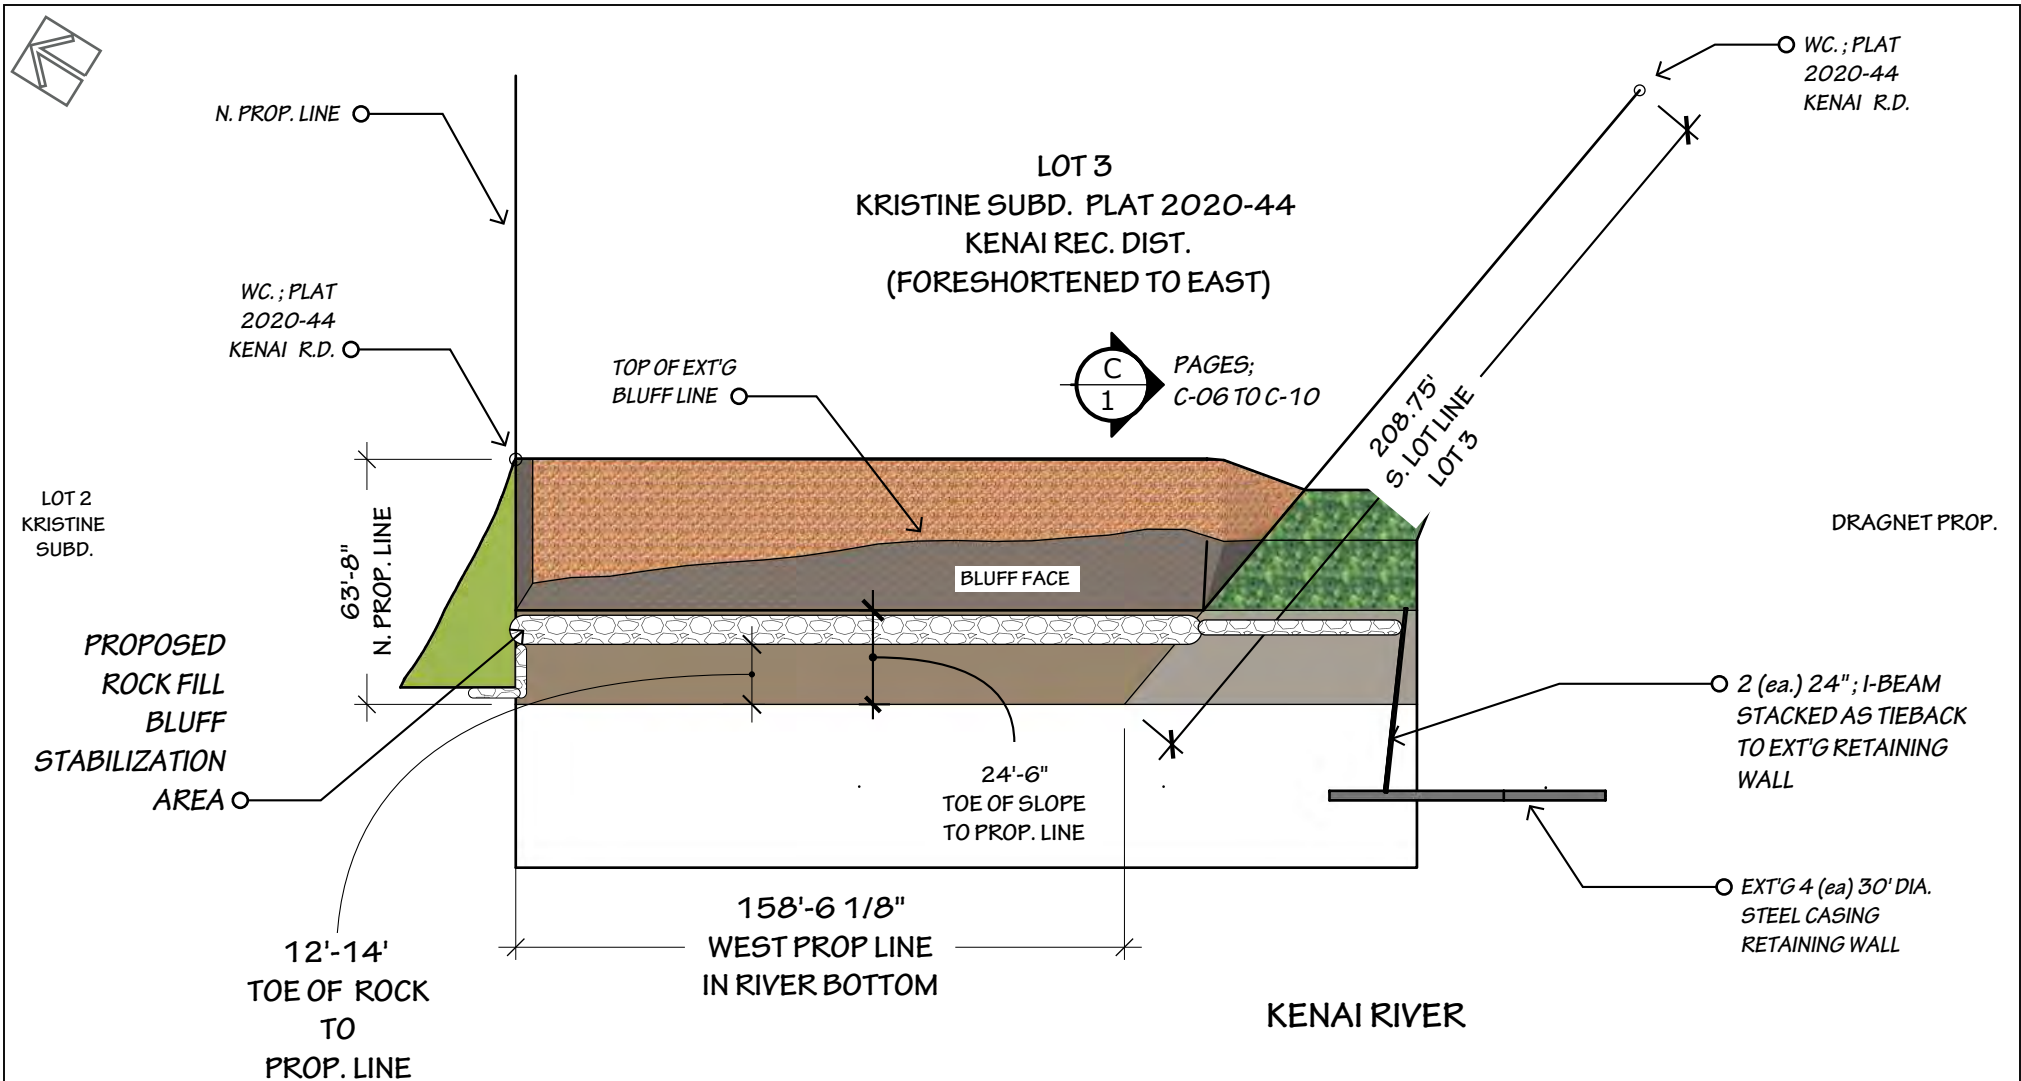 N. PROP. LINE
WC. ; PLAT
2020-44
KENAI R.D.
LOT 3
KRISTINE SUBD. PLAT 2020-44
KENAI REC. DIST.
(FORESHORTENED TO EAST)
WC. ; PLAT
2020-44
KENAI R.D.
TOP OF EXT'G
BLUFF LINE
C
1
PAGES;
C-06 TO C-10
208.75'
S. LOT LINE
LOT 3
LOT 2
KRISTINE
SUBD.
63'-8"
N. PROP. LINE
DRAGNET PROP.
BLUFF FACE
PROPOSED
ROCK FILL
BLUFF
STABILIZATION
AREA
2 (ea.) 24" ; I-BEAM
STACKED AS TIEBACK
TO EXT'G RETAINING
WALL
24'-6"
TOE OF SLOPE
TO PROP. LINE
EXT'G 4 (ea) 30' DIA.
STEEL CASING
RETAINING WALL
158'-6 1/8"
WEST PROP LINE
IN RIVER BOTTOM
12'-14'
TOE OF ROCK
TO
PROP. LINE
KENAI RIVER